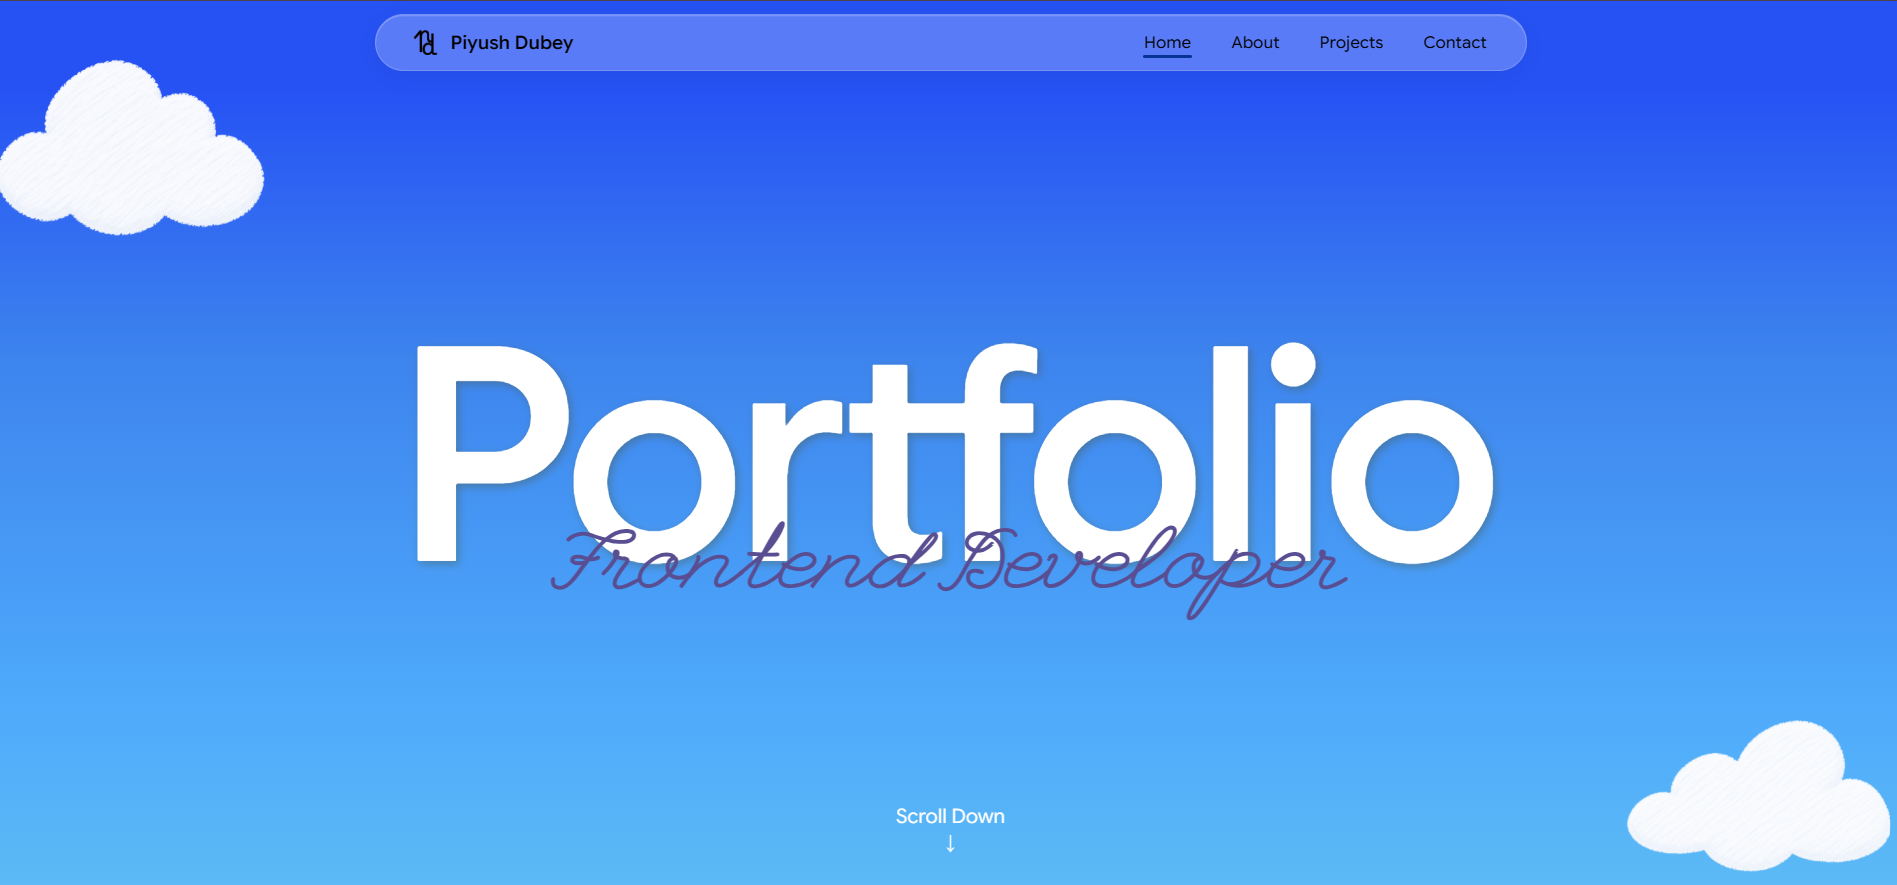 Piyush Dubey Home About Projects Contact
Portfolio
Frontend Developer
Scroll Down
↓